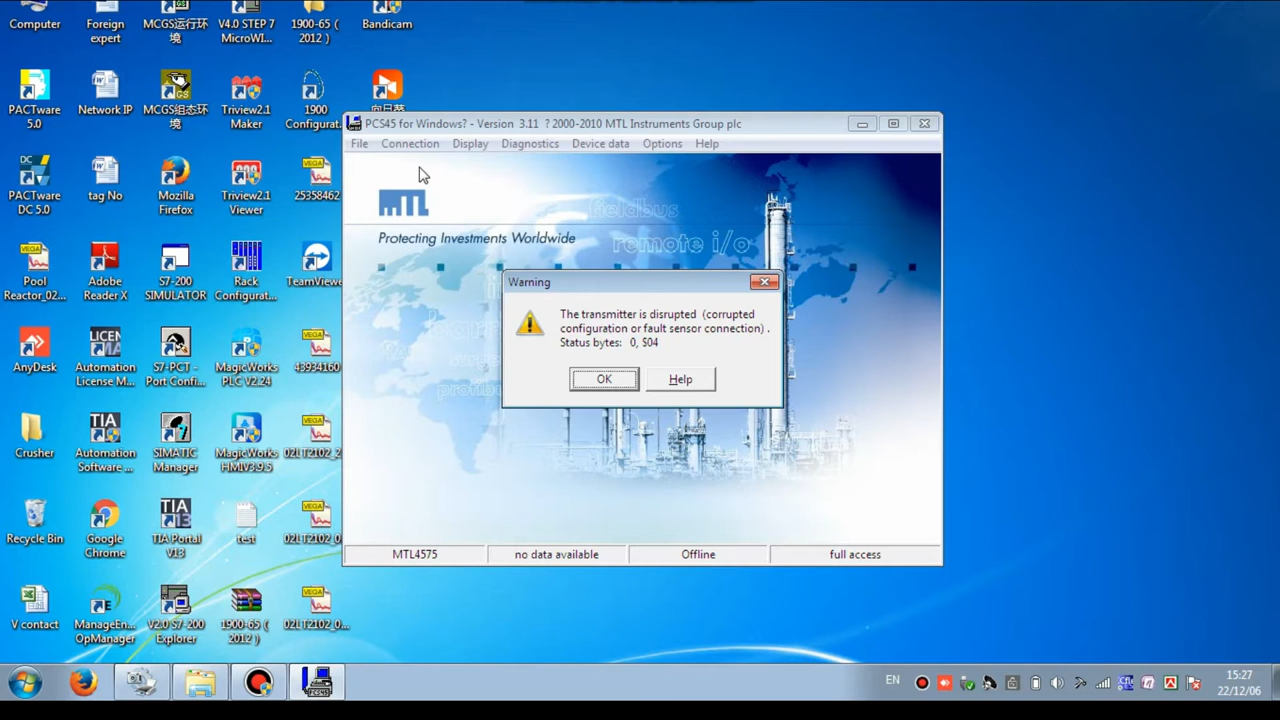 Computer
Foreign
expert
MCGS运行环
境
V4.0 STEP 7
MicroWI...
1900-65 (
2012 )
Bandicam
PACTware
5.0
Network IP
MCGS组态环
境
Triview2.1
Maker
1900
Configurat...
向日葵
PACTware
DC 5.0
tag No
Mozilla
Firefox
Triview2.1
Viewer
25358462
Pool
Reactor_02...
Adobe
Reader X
S7-200
SIMULATOR
Rack
Configurat...
TeamViewe
AnyDesk
Automation
License M...
S7-PCT -
Port Confi...
MagicWorks
PLC V2.24
43934160
Crusher
Automation
Software ...
SIMATIC
Manager
MagicWorks
HMIV3.9.5
02LT2102_2
Recycle Bin
Google
Chrome
TIA Portal
V13
test
02LT2102_0
V contact
ManageEn...
OpManager
V2.0 S7-200
Explorer
1900-65 (
2012 )
02LT2102_0...
PCS45 for Windows? - Version 3.11 ? 2000-2010 MTL Instruments Group plc
File Connection Display Diagnostics Device data Options Help
MTL
Protecting Investments Worldwide
fieldbus
remote i/o
Warning
The transmitter is disrupted (corrupted
configuration or fault sensor connection) .
Status bytes: 0, $04
OK Help
MTL4575 no data available Offline full access
EN
15:27
22/12/06